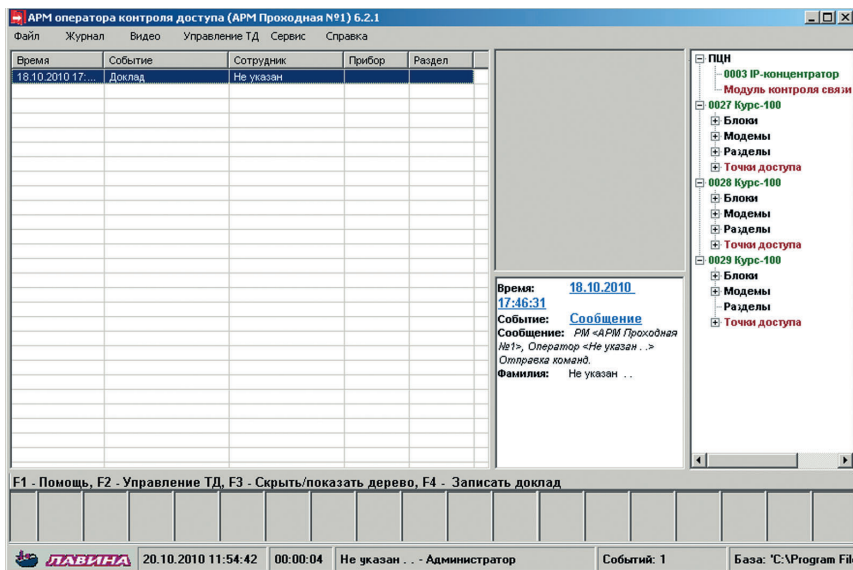 АРМ оператора контроля доступа (АРМ Проходная №1) 6.2.1
Файл Журнал Видео Управление ТД Сервис Справка
Время Событие Сотрудник Прибор Раздел
18.10.2010 17:... Доклад Не указан
Время: 18.10.2010
17:46:31
Событие: Сообщение
Сообщение: РМ <АРМ Проходная
№1>, Оператор <Не указан . .>
Отправка команд.
Фамилия: Не указан . .
ПЦН
0003 IP-концентратор
Модуль контроля связи
0027 Курс-100
Блоки
Модемы
Разделы
Точки доступа
0028 Курс-100
Блоки
Модемы
Разделы
Точки доступа
0029 Курс-100
Блоки
Модемы
Разделы
Точки доступа
F1 - Помощь, F2 - Управление ТД, F3 - Скрыть/показать дерево, F4 - Записать доклад
ЛАВИНА 20.10.2010 11:54:42 00:00:04 Не указан . . - Администратор Событий: 1 База: 'C:\Program Fil